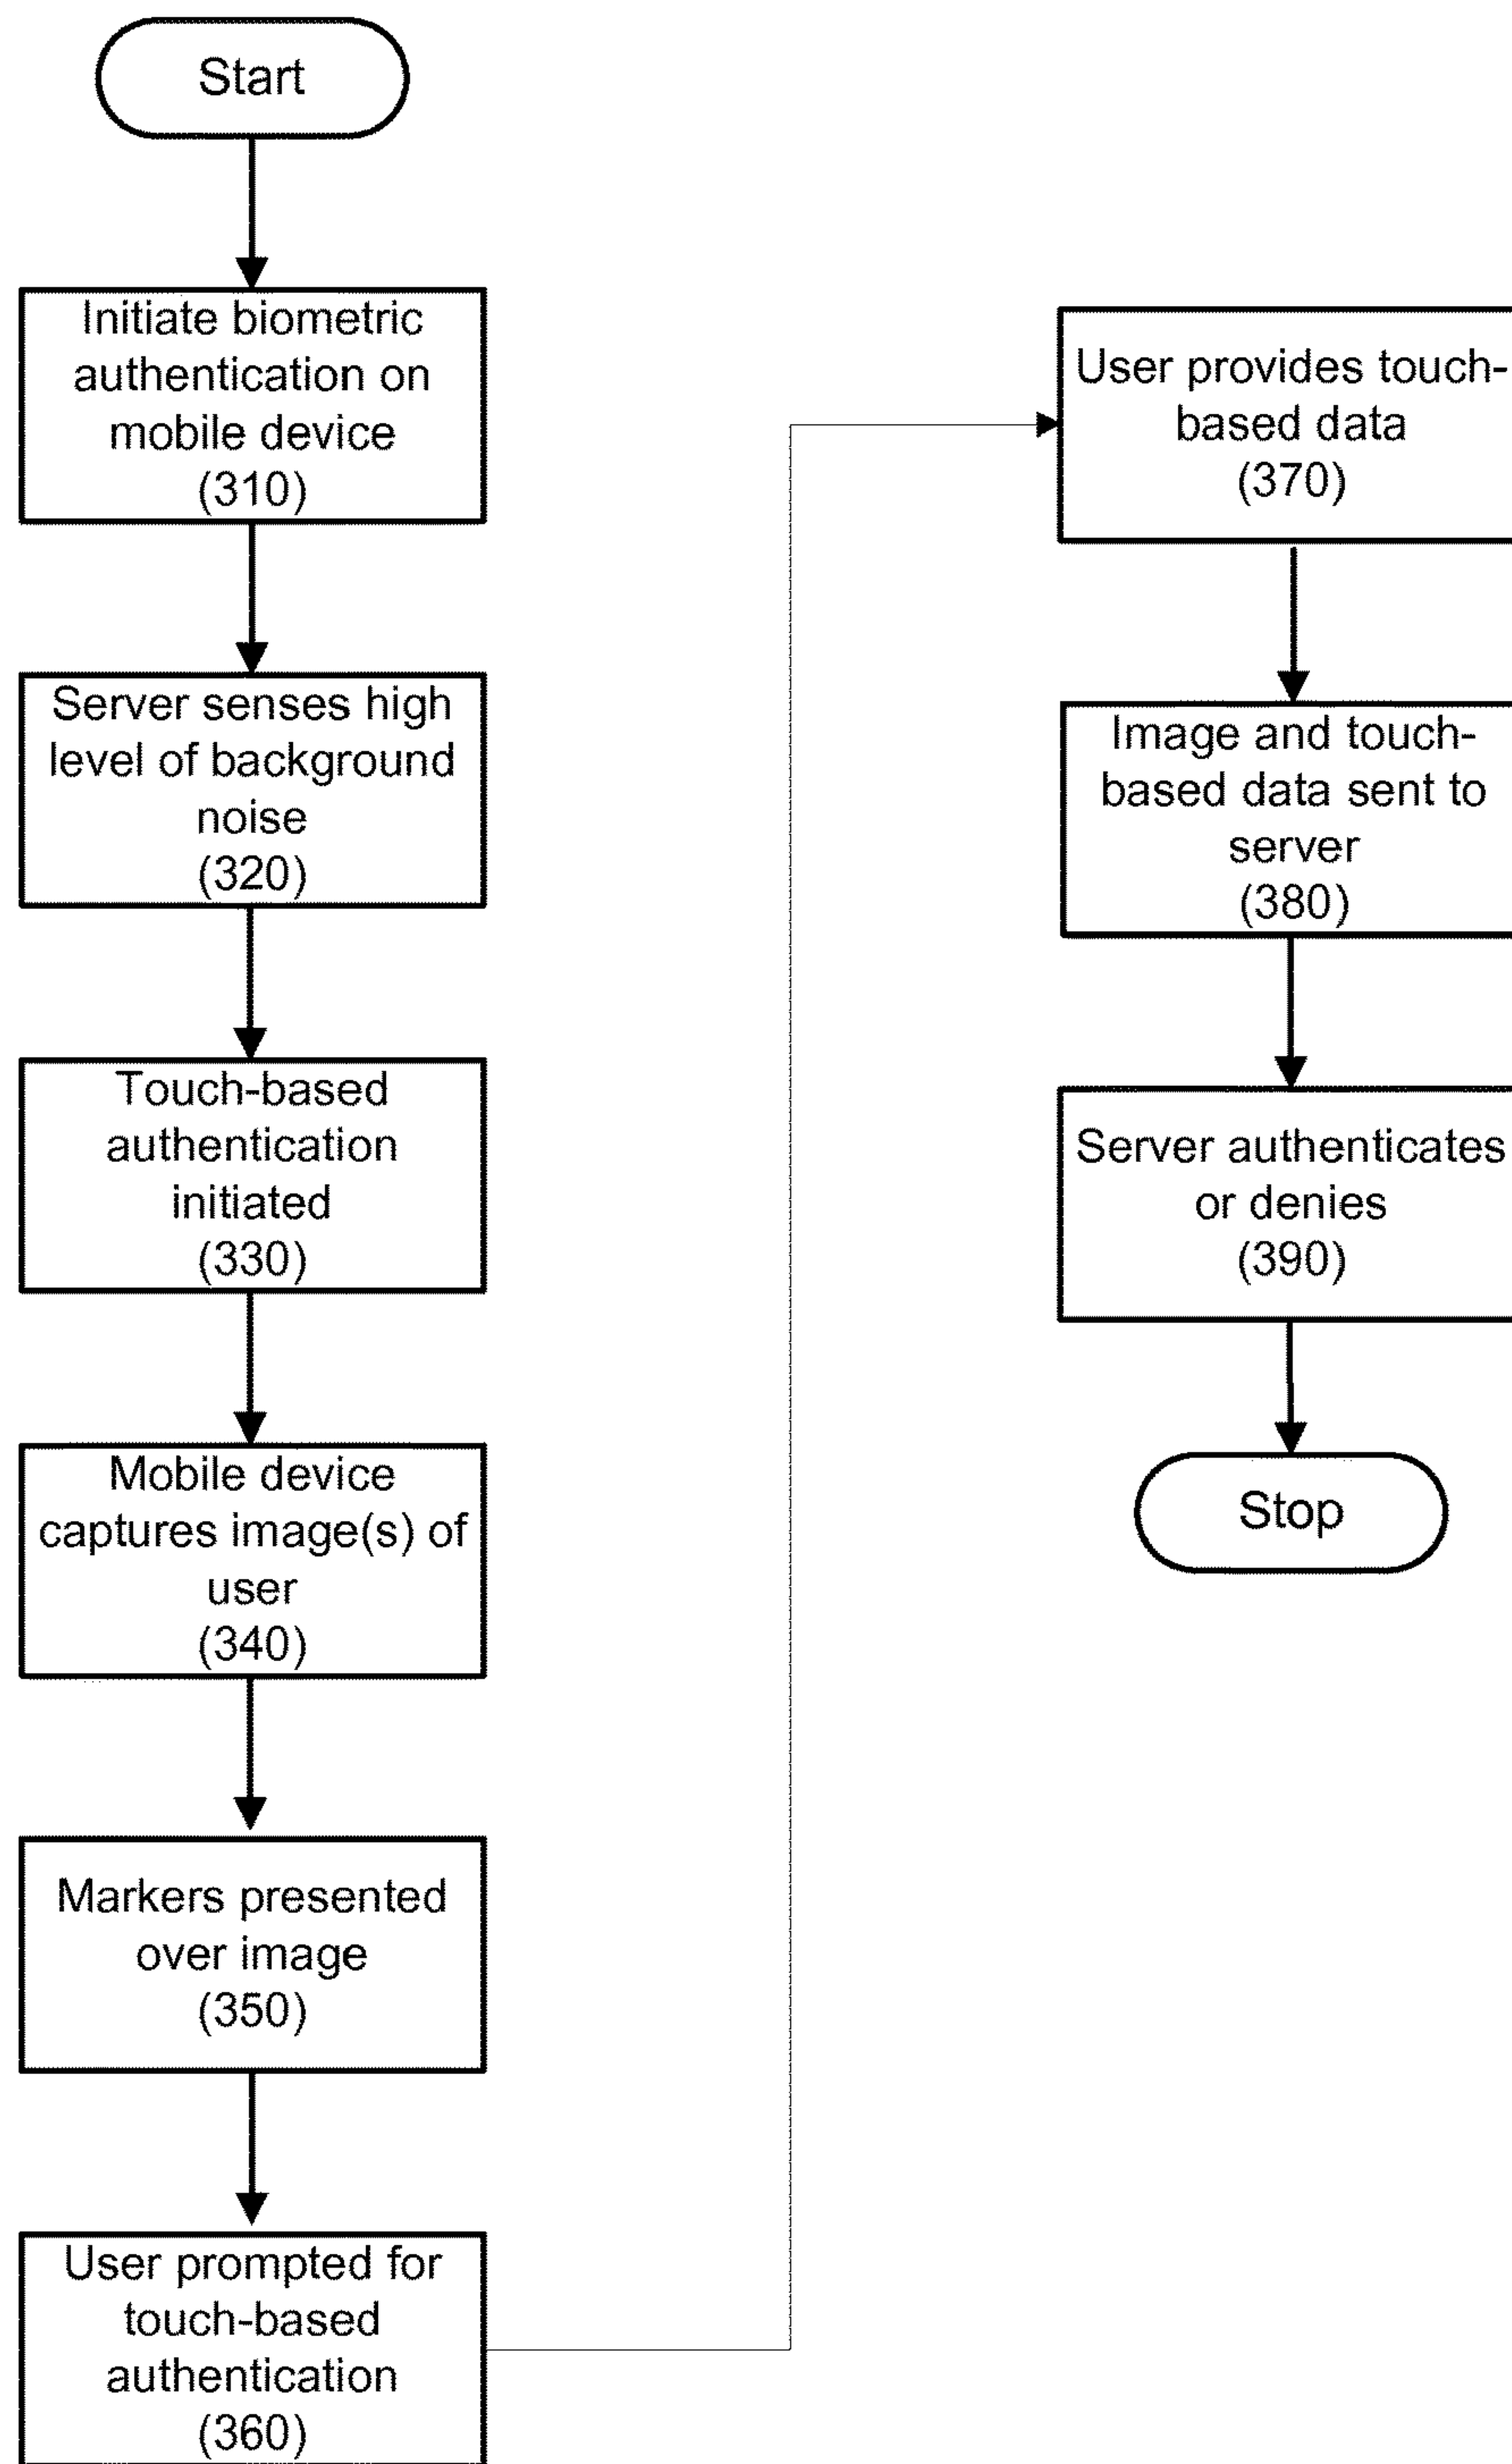 Start
Initiate biometric
authentication on
mobile device
(310)
Server senses high
level of background
noise
(320)
Touch-based
authentication
initiated
(330)
Mobile device
captures image(s) of
user
(340)
Markers presented
over image
(350)
User prompted for
touch-based
authentication
(360)
User provides touch-
based data
(370)
Image and touch-
based data sent to
server
(380)
Server authenticates
or denies
(390)
Stop